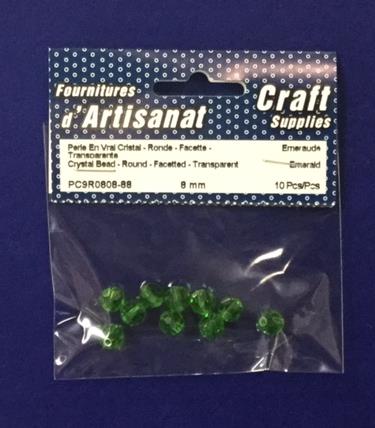 Fournitures
d'Artisanat
Craft
Supplies
Perle En Vrai Cristal - Ronde - Facette - Emeraude
Transparente
Crystal Bead - Round - Facetted - Transparent Emerald
PC9R0808-88 8 mm 10 Pcs/Pcs